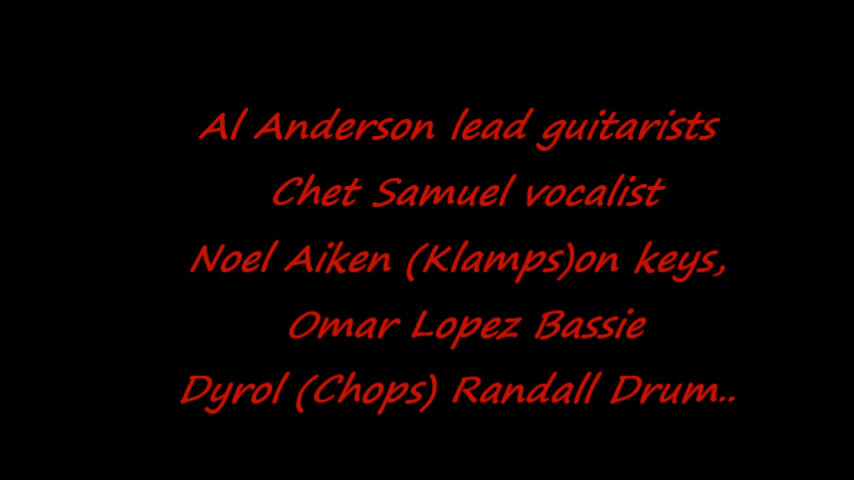 Al Anderson lead guitarists
Chet Samuel vocalist
Noel Aiken (Klamps)on keys,
Omar Lopez Bassie
Dyrol (Chops) Randall Drum..